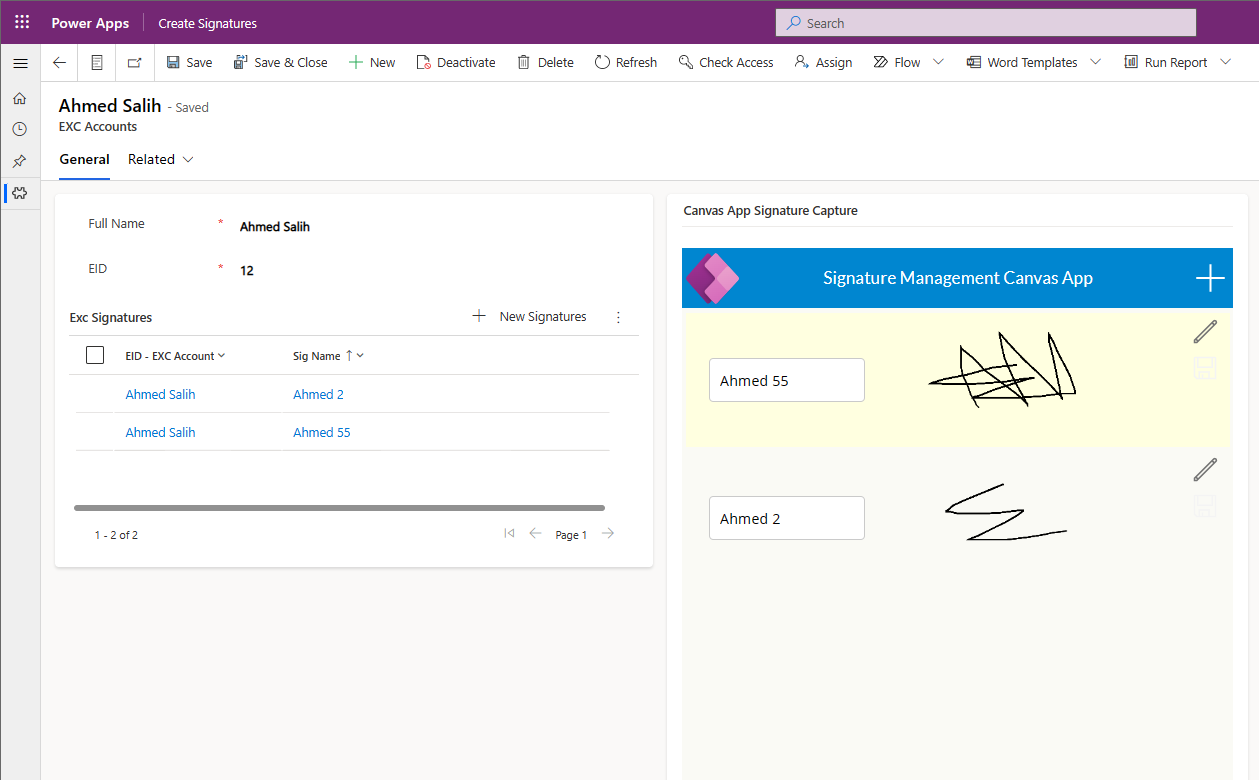 Power Apps Create Signatures Search
Save Save & Close New Deactivate Delete Refresh Check Access Assign Flow Word Templates Run Report
Ahmed Salih - Saved
EXC Accounts
General Related
Full Name * Ahmed Salih
EID * 12
Exc Signatures + New Signatures
EID - EXC Account Sig Name ↑
Ahmed Salih Ahmed 2
Ahmed Salih Ahmed 55
1 - 2 of 2 Page 1
Canvas App Signature Capture
Signature Management Canvas App
Ahmed 55
Ahmed 2